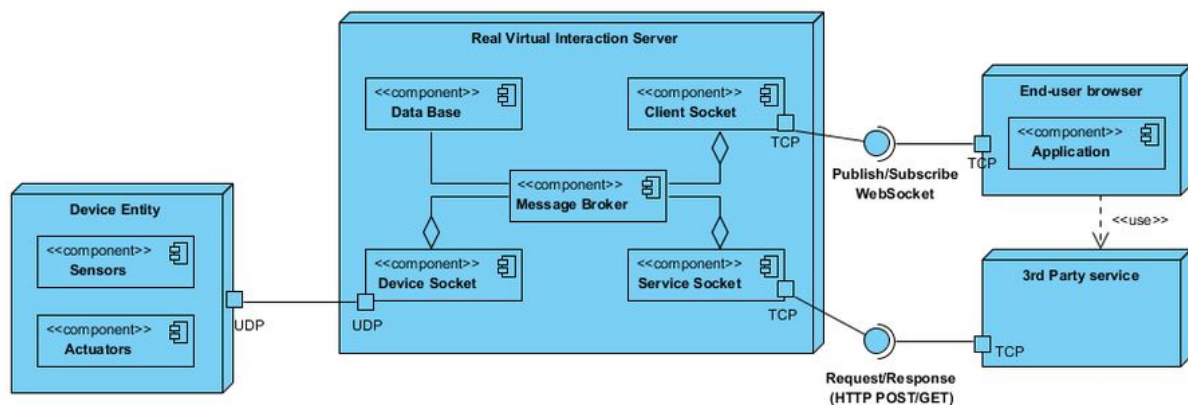 Real Virtual Interaction Server
<<component>>
Data Base
<<component>>
Client Socket
TCP
<<component>>
Message Broker
<<component>>
Device Socket
UDP
<<component>>
Service Socket
TCP
Device Entity
<<component>>
Sensors
<<component>>
Actuators
UDP
Publish/Subscribe
WebSocket
Request/Response
(HTTP POST/GET)
End-user browser
<<component>>
Application
TCP
<<use>>
3rd Party service
TCP